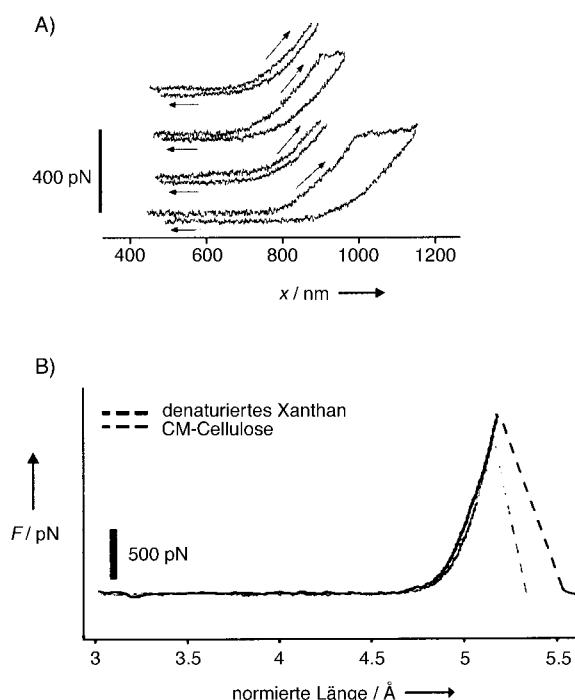 A)
400 pN
400 600 800 1000 1200
x / nm
B)
denaturiertes Xanthan
CM-Cellulose
F / pN
500 pN
3 3.5 4 4.5 5 5.5
normierte Länge / Å